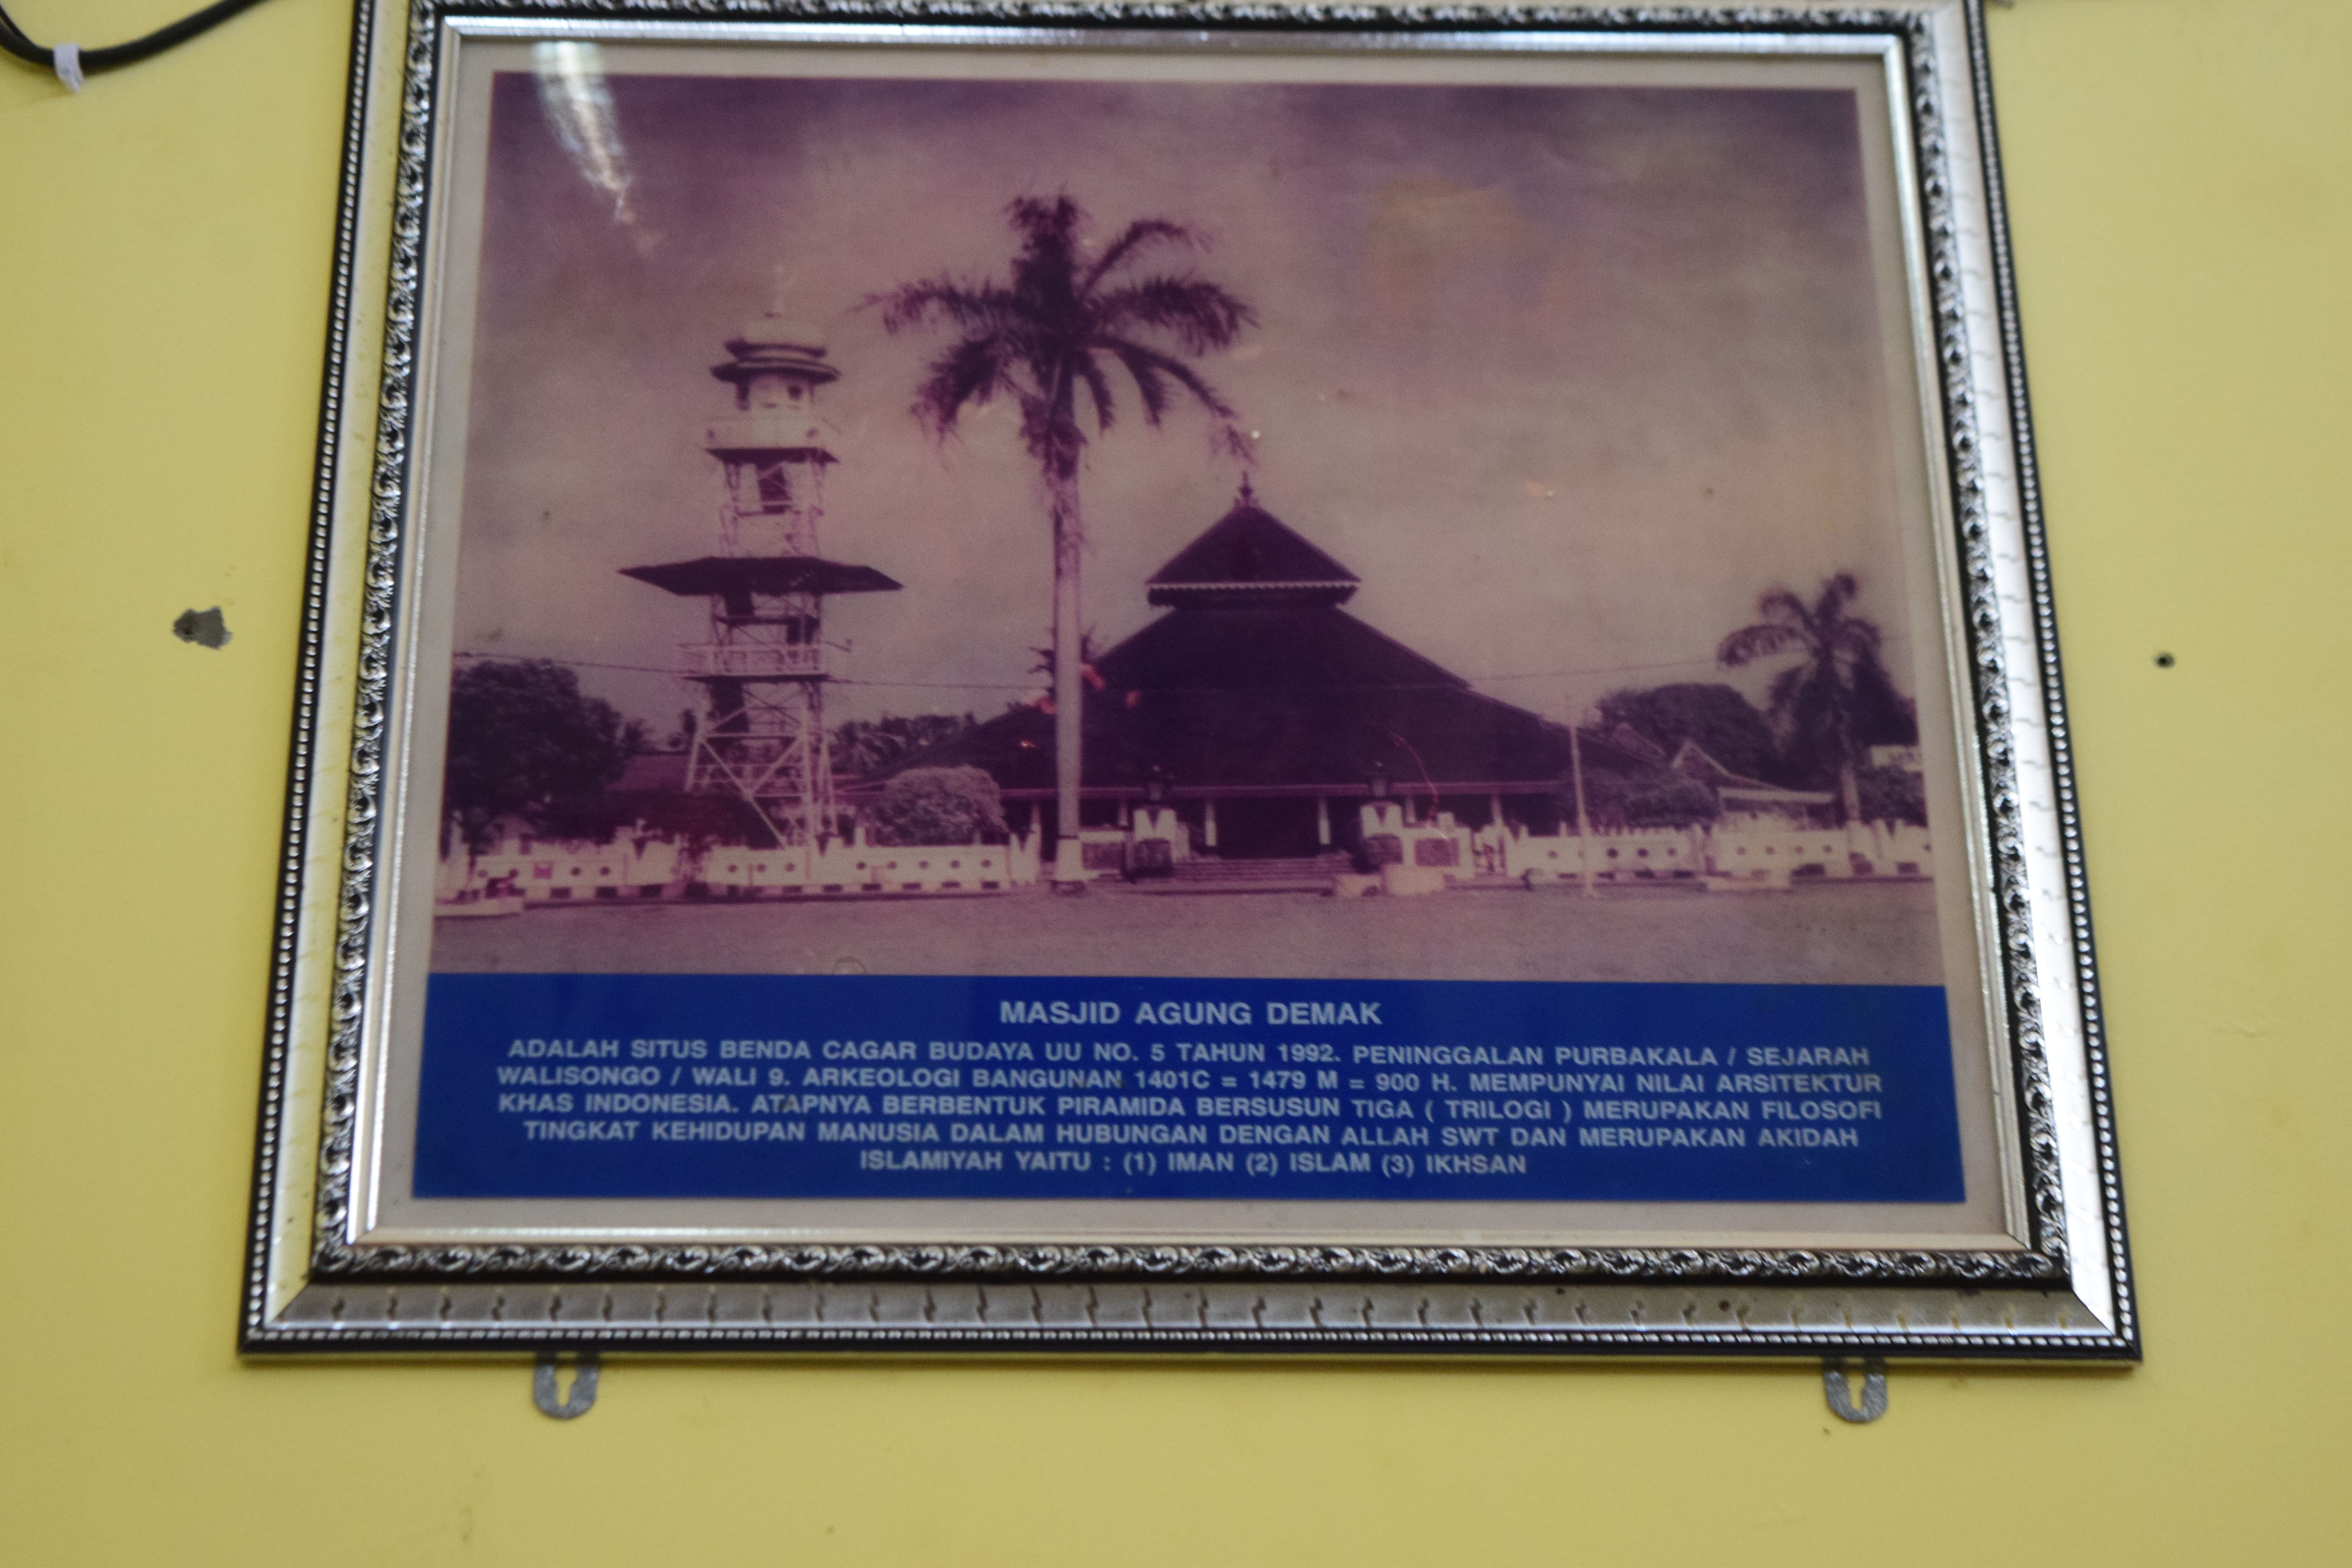 MASJID AGUNG DEMAK
ADALAH SITUS BENDA CAGAR BUDAYA UU NO. 5 TAHUN 1992. PENINGGALAN PURBAKALA / SEJARAH
WALISONGO / WALI 9. ARKEOLOGI BANGUNAN 1401C = 1479 M = 900 H. MEMPUNYAI NILAI ARSITEKTUR
KHAS INDONESIA. ATAPNYA BERBENTUK PIRAMIDA BERSUSUN TIGA ( TRILOGI ) MERUPAKAN FILOSOFI
TINGKAT KEHIDUPAN MANUSIA DALAM HUBUNGAN DENGAN ALLAH SWT DAN MERUPAKAN AKIDAH
ISLAMIYAH YAITU : (1) IMAN (2) ISLAM (3) IKHSAN